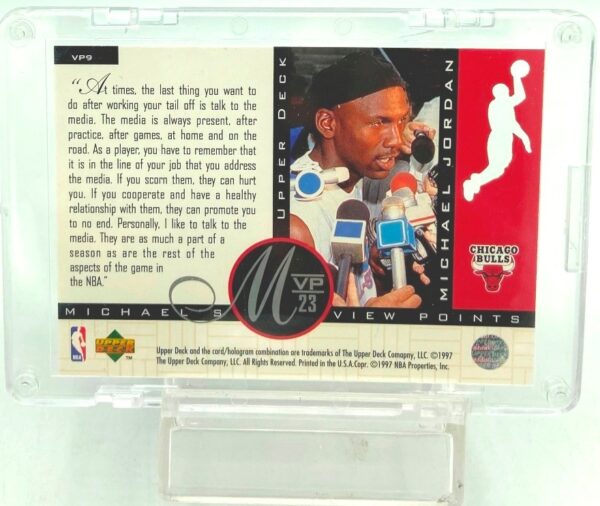 VP9
"At times, the last thing you want to
do after working your tail off is talk to the
media. The media is always present, after
practice, after games, at home and on the
road. As a player, you have to remember that
it is in the line of your job that you address
the media. If you scorn them, they can hurt
you. If you cooperate and have a healthy
relationship with them, they can promote you
to no end. Personally, I like to talk to the
media. They are as much a part of a
season as are the rest of the
aspects of the game in
the NBA."
UPPER DECK
MICHAEL JORDAN
CHICAGO
BULLS
M
VP
23
MICHAEL'S VIEW POINTS
NBA
UPPER DECK TM
Upper Deck and the card/hologram combination are trademarks of The Upper Deck Comapny, LLC. ©1997
The Upper Deck Company, LLC. All Rights Reserved. Printed in the U.S.A.Copr. ©1997 NBA Properties, Inc.